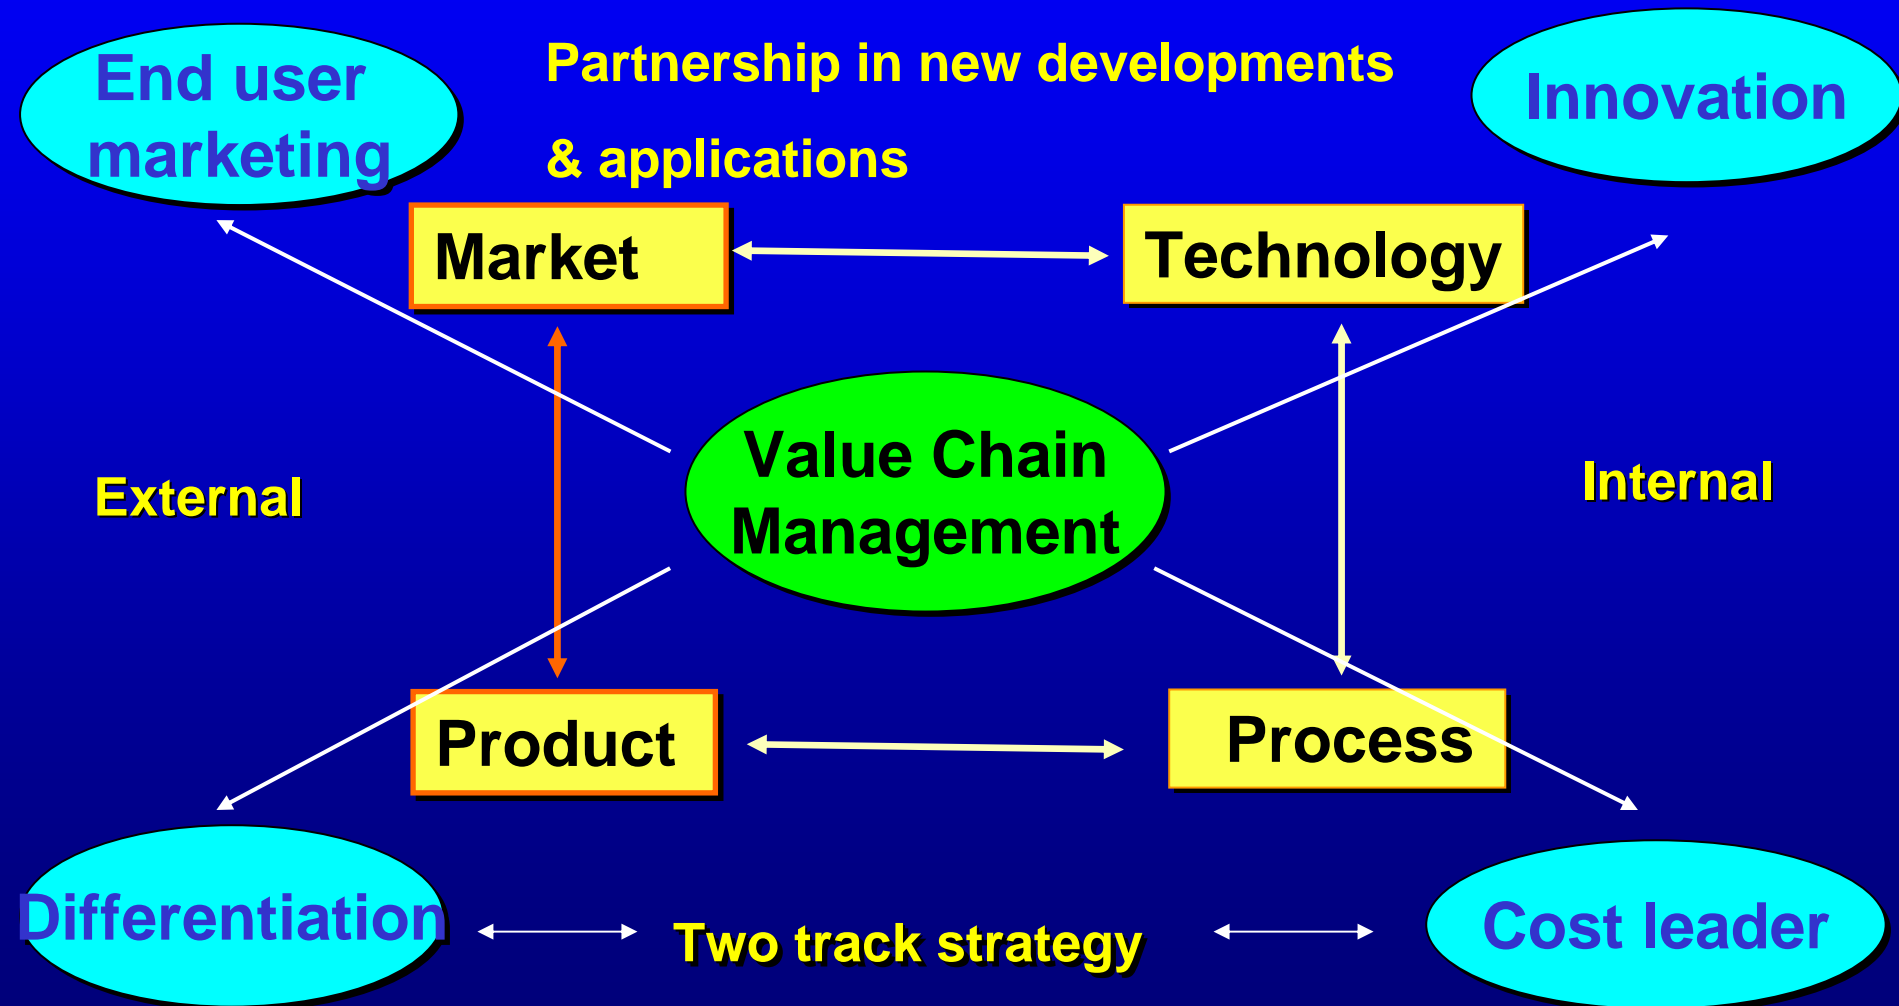 End user
marketing
Partnership in new developments
& applications
Innovation
Market
Technology
Value Chain
Management
External
Internal
Product
Process
Differentiation
Two track strategy
Cost leader